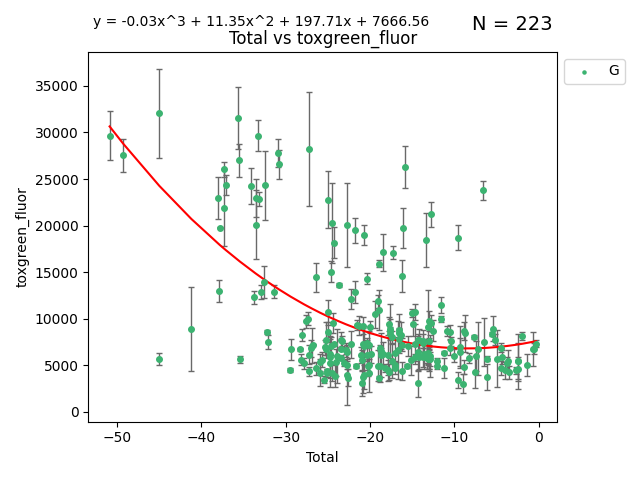 y = -0.03x^3 + 11.35x^2 + 197.71x + 7666.56
N = 223
Total vs toxgreen_fluor
G
toxgreen_fluor
35000
30000
25000
20000
15000
10000
5000
0
−50 −40 −30 −20 −10 0
Total